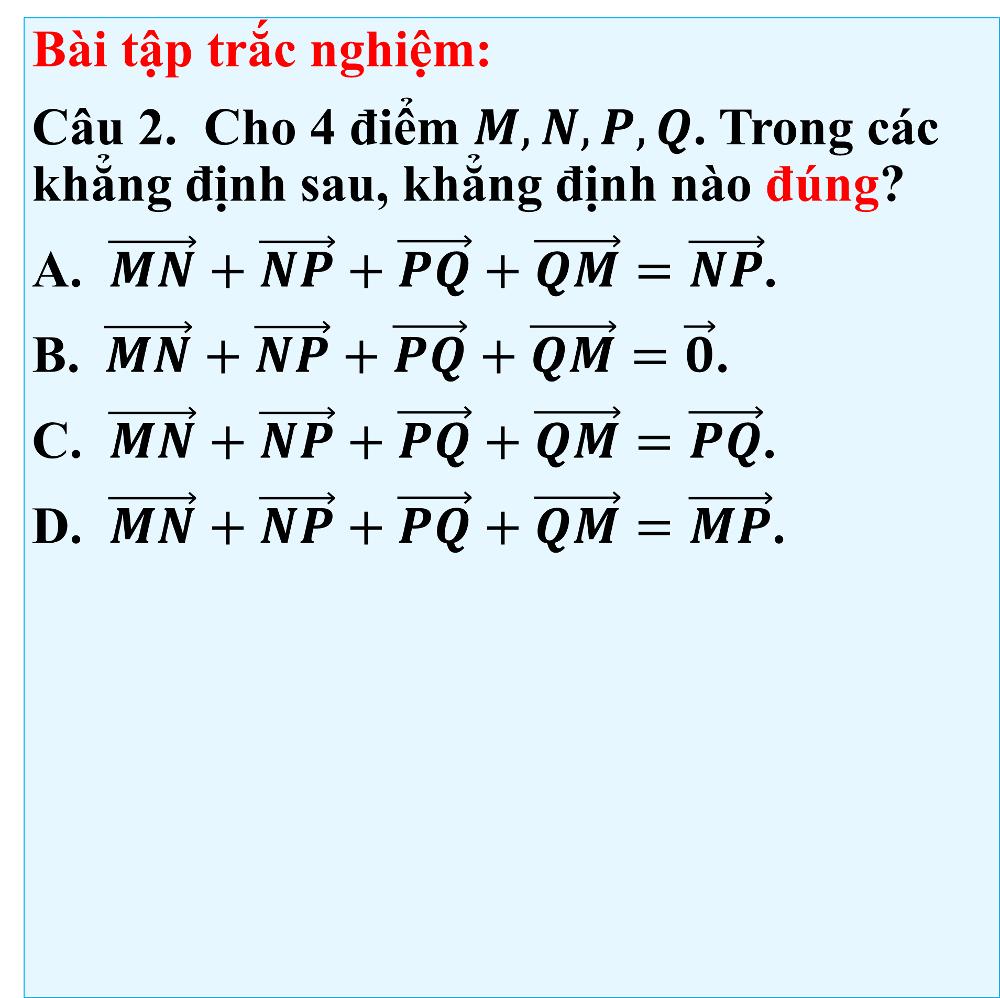 Bài tập trắc nghiệm:
Câu 2. Cho 4 điểm M, N, P, Q. Trong các
khẳng định sau, khẳng định nào đúng?
A. $\overrightarrow{MN} + \overrightarrow{NP} + \overrightarrow{PQ} + \overrightarrow{QM} = \overrightarrow{NP}$.
B. $\overrightarrow{MN} + \overrightarrow{NP} + \overrightarrow{PQ} + \overrightarrow{QM} = \overrightarrow{0}$.
C. $\overrightarrow{MN} + \overrightarrow{NP} + \overrightarrow{PQ} + \overrightarrow{QM} = \overrightarrow{PQ}$.
D. $\overrightarrow{MN} + \overrightarrow{NP} + \overrightarrow{PQ} + \overrightarrow{QM} = \overrightarrow{MP}$.